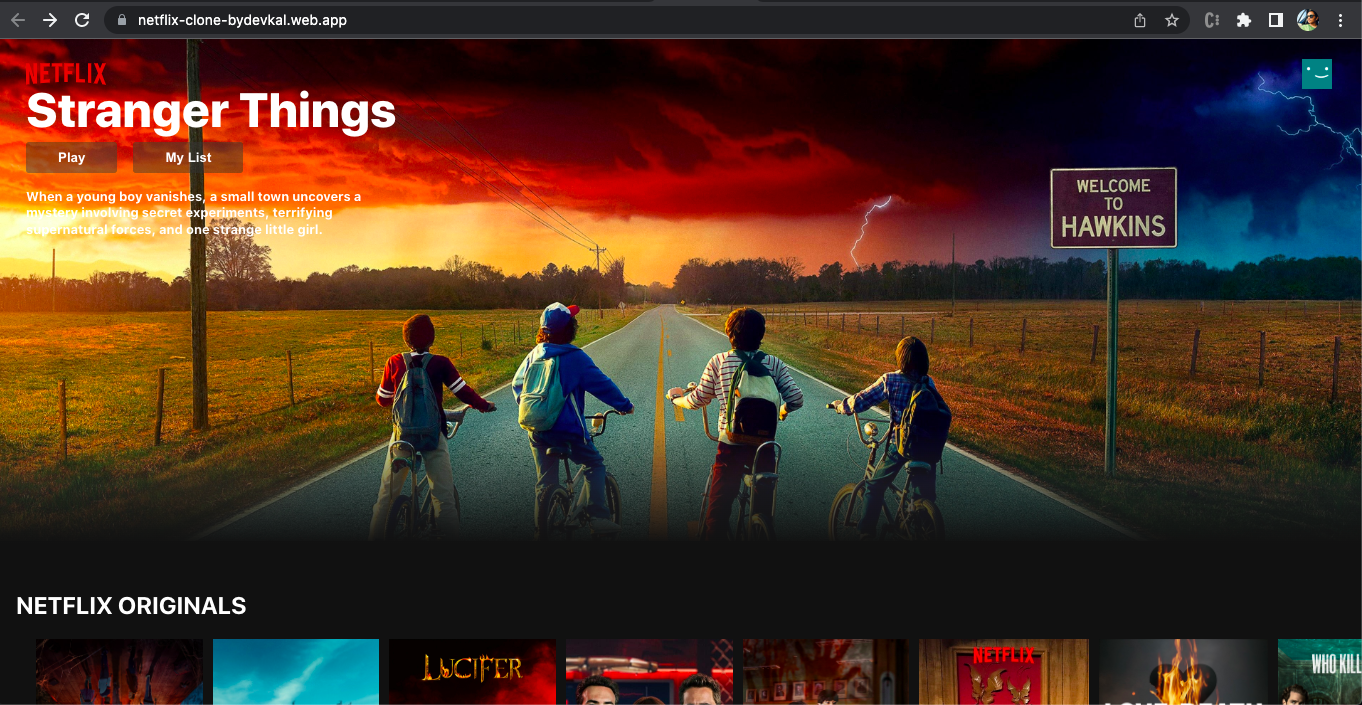 netflix-clone-bydevkal.web.app
NETFLIX
Stranger Things
Play
My List
When a young boy vanishes, a small town uncovers a
mystery involving secret experiments, terrifying
supernatural forces, and one strange little girl.
WELCOME
TO
HAWKINS
NETFLIX ORIGINALS
LUCIFER
NETFLIX
LOVE DEATH
WHO KILL